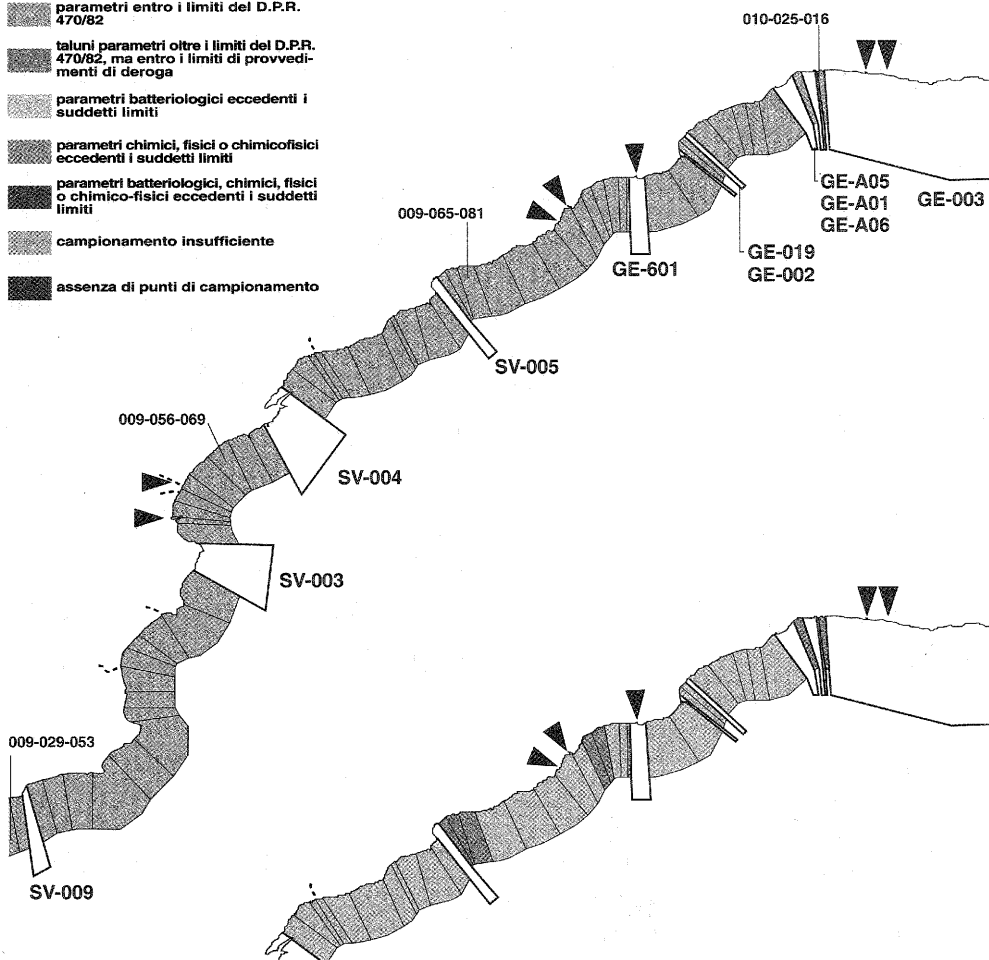 parametri entro i limiti del D.P.R.
470/82
taluni parametri oltre i limiti del D.P.R.
470/82, ma entro i limiti di provvedi-
menti di deroga
parametri batteriologici eccedenti i
suddetti limiti
parametri chimici, fisici o chimicofisici
eccedenti i suddetti limiti
parametri batteriologici, chimici, fisici
o chimico-fisici eccedenti i suddetti
limiti
campionamento insufficiente
assenza di punti di campionamento
010-025-016
GE-A05
GE-A01
GE-A06
GE-003
009-065-081
GE-601
GE-019
GE-002
SV-005
009-056-069
SV-004
SV-003
009-029-053
SV-009